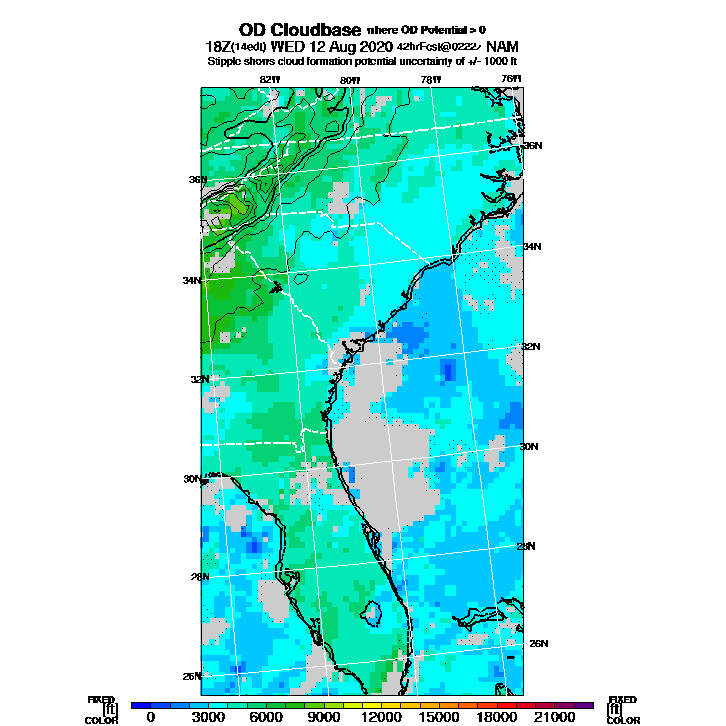 OD Cloudbase where OD Potential > 0
18Z(14edt) WED 12 Aug 2020 42hrFcst@0222z NAM
Stipple shows cloud formation potential uncertainty of +/- 1000 ft
82W 80W 78W 76W
36N
36N
34N
34N
32N
32N
30N
30N
28N
28N
26N
26N
FIXED FIXED
[ft] 0 3000 6000 9000 12000 15000 18000 21000 [ft]
COLOR COLOR